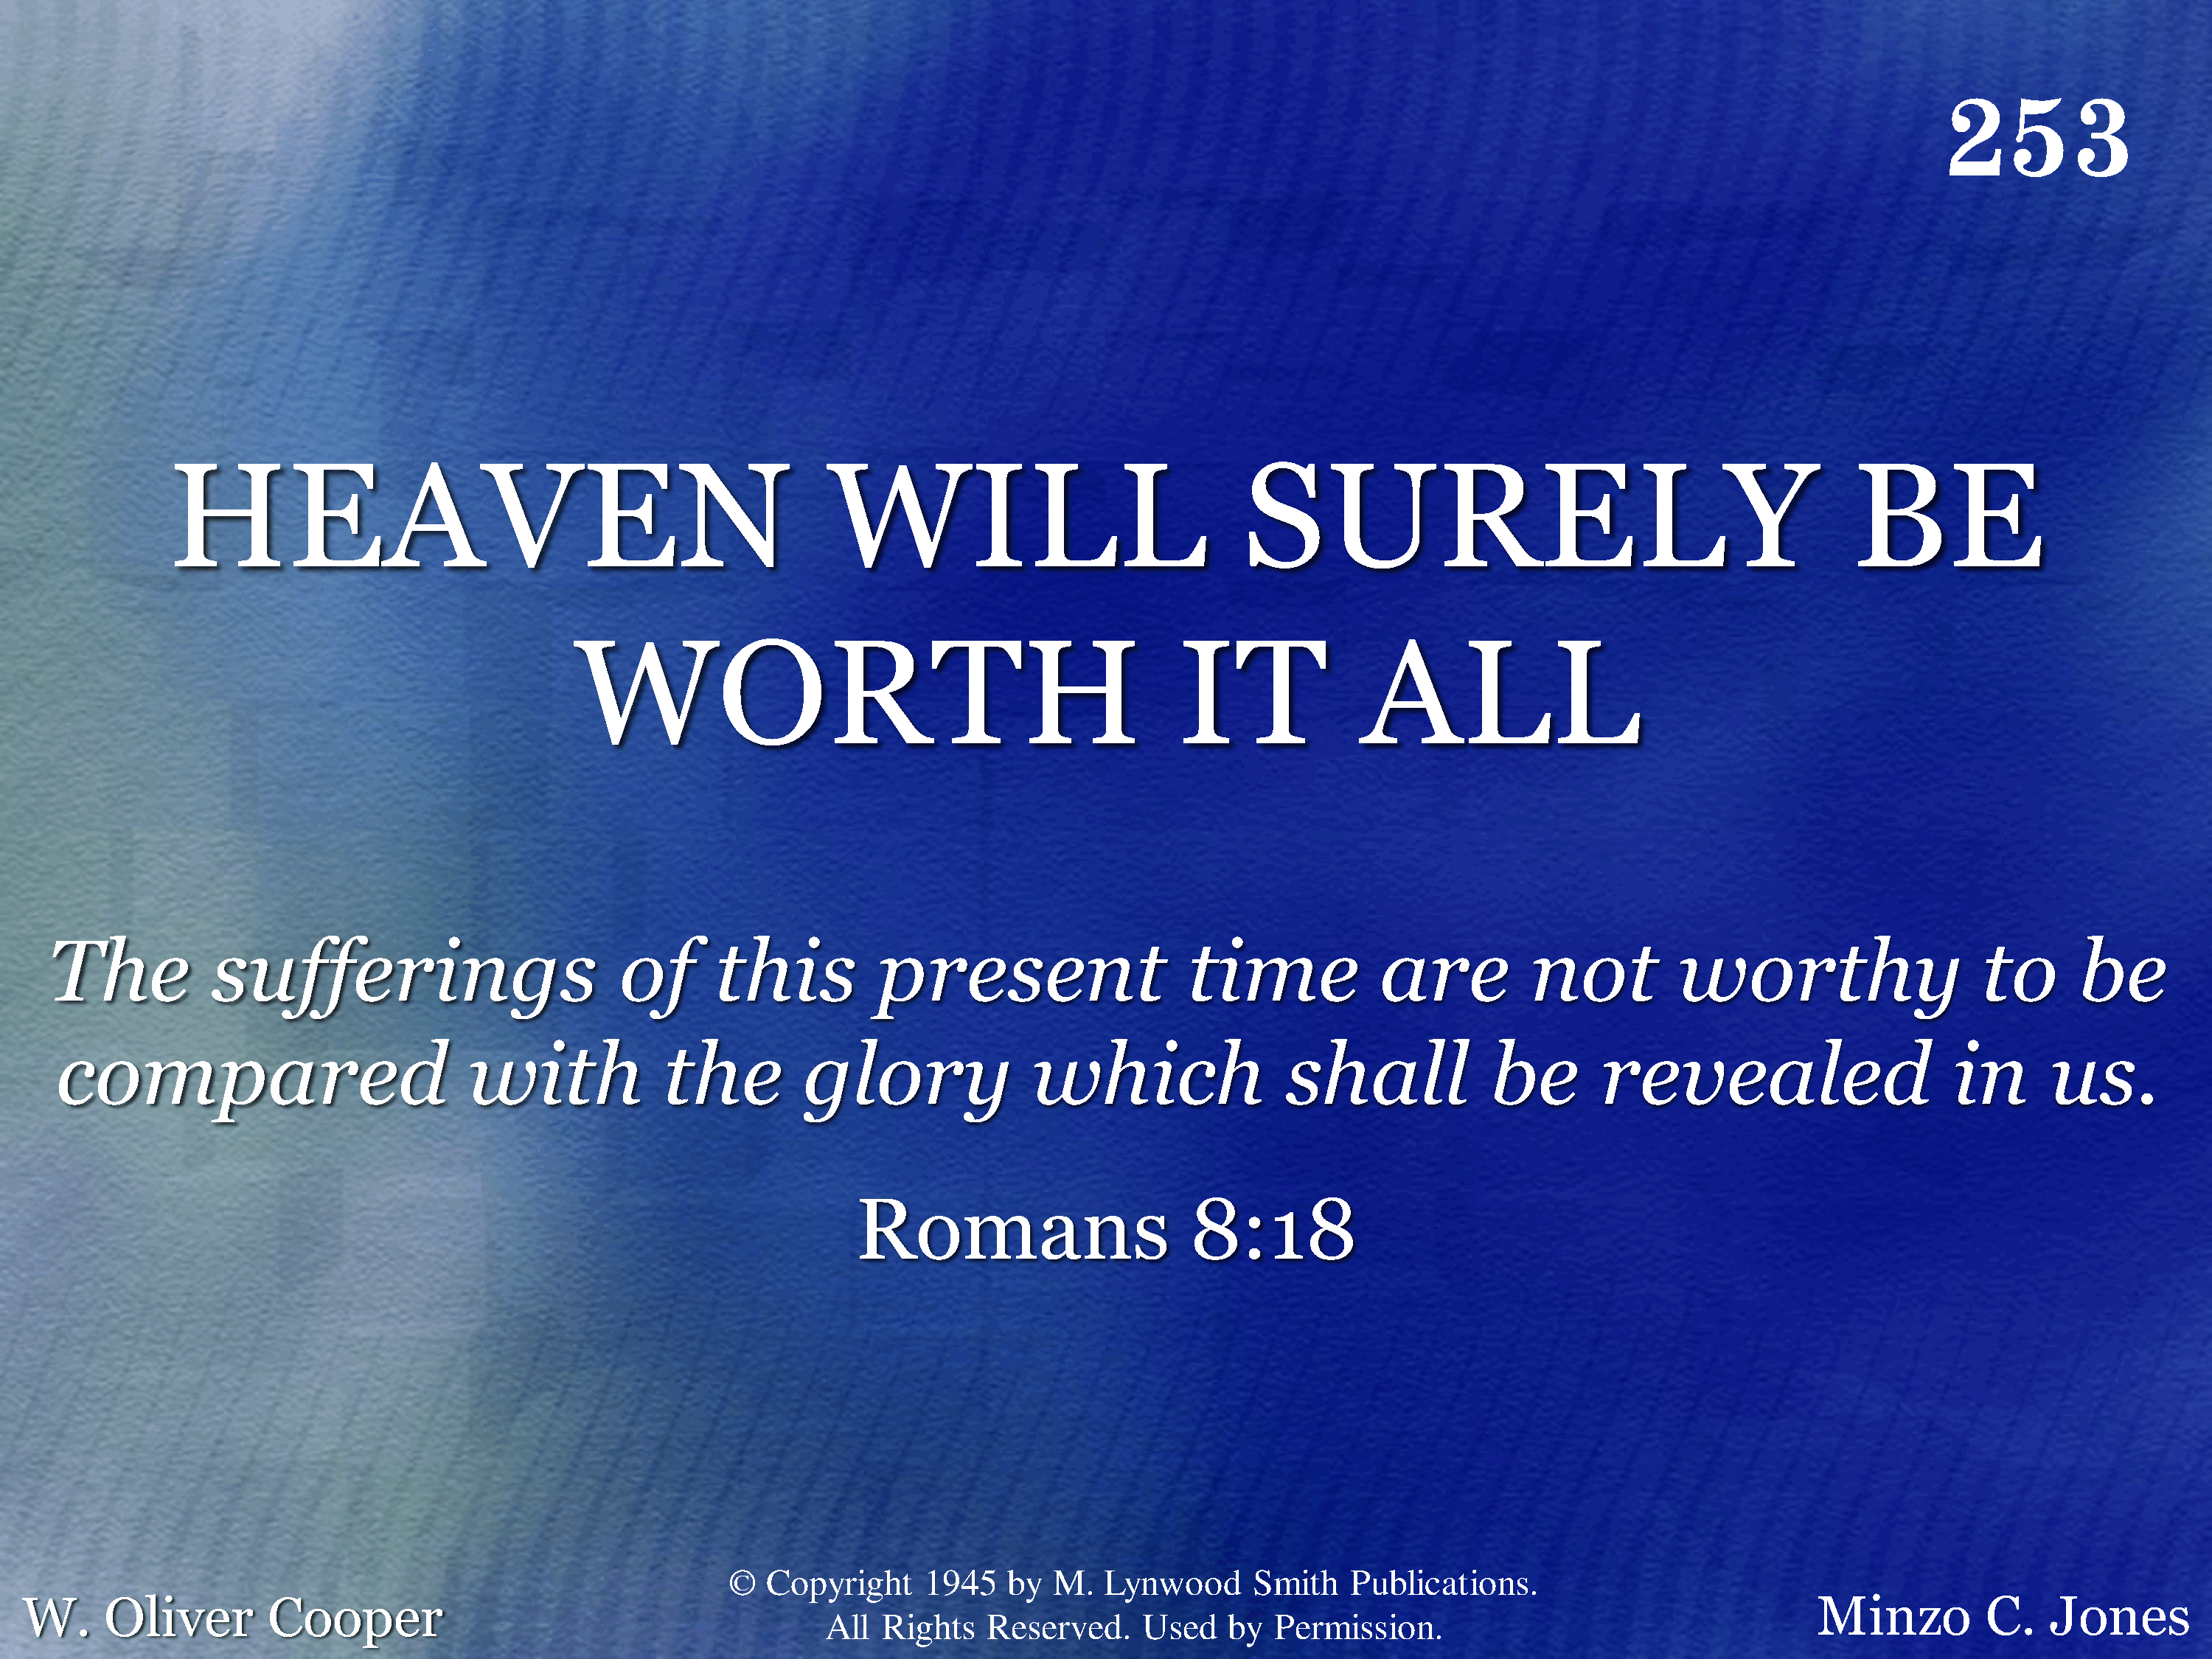 253
HEAVEN WILL SURELY BE
WORTH IT ALL
The sufferings of this present time are not worthy to be
compared with the glory which shall be revealed in us.
Romans 8:18
W. Oliver Cooper
© Copyright 1945 by M. Lynwood Smith Publications.
All Rights Reserved. Used by Permission.
Minzo C. Jones